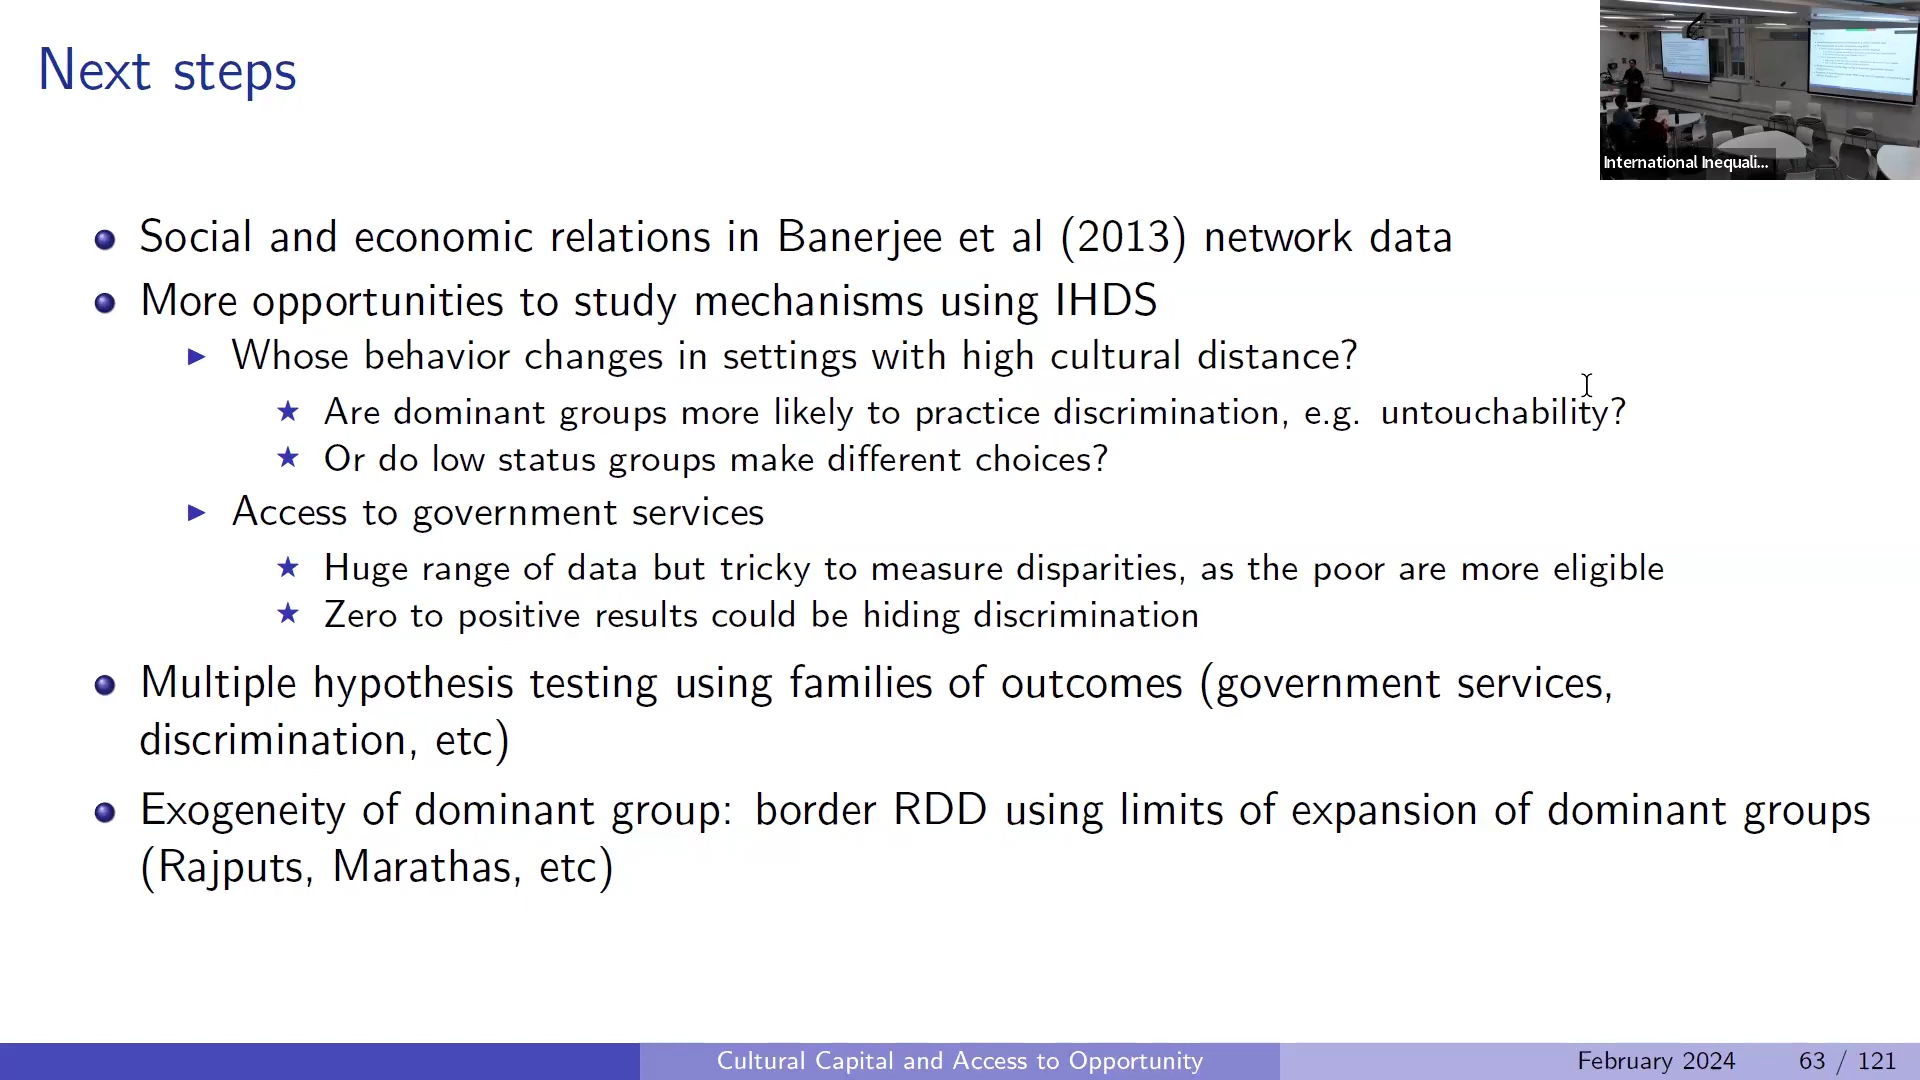 Next steps
International Inequali...
Social and economic relations in Banerjee et al (2013) network data
More opportunities to study mechanisms using IHDS
Whose behavior changes in settings with high cultural distance?
Are dominant groups more likely to practice discrimination, e.g. untouchability?
Or do low status groups make different choices?
Access to government services
Huge range of data but tricky to measure disparities, as the poor are more eligible
Zero to positive results could be hiding discrimination
Multiple hypothesis testing using families of outcomes (government services,
discrimination, etc)
Exogeneity of dominant group: border RDD using limits of expansion of dominant groups
(Rajputs, Marathas, etc)
Cultural Capital and Access to Opportunity
February 2024
63 / 121